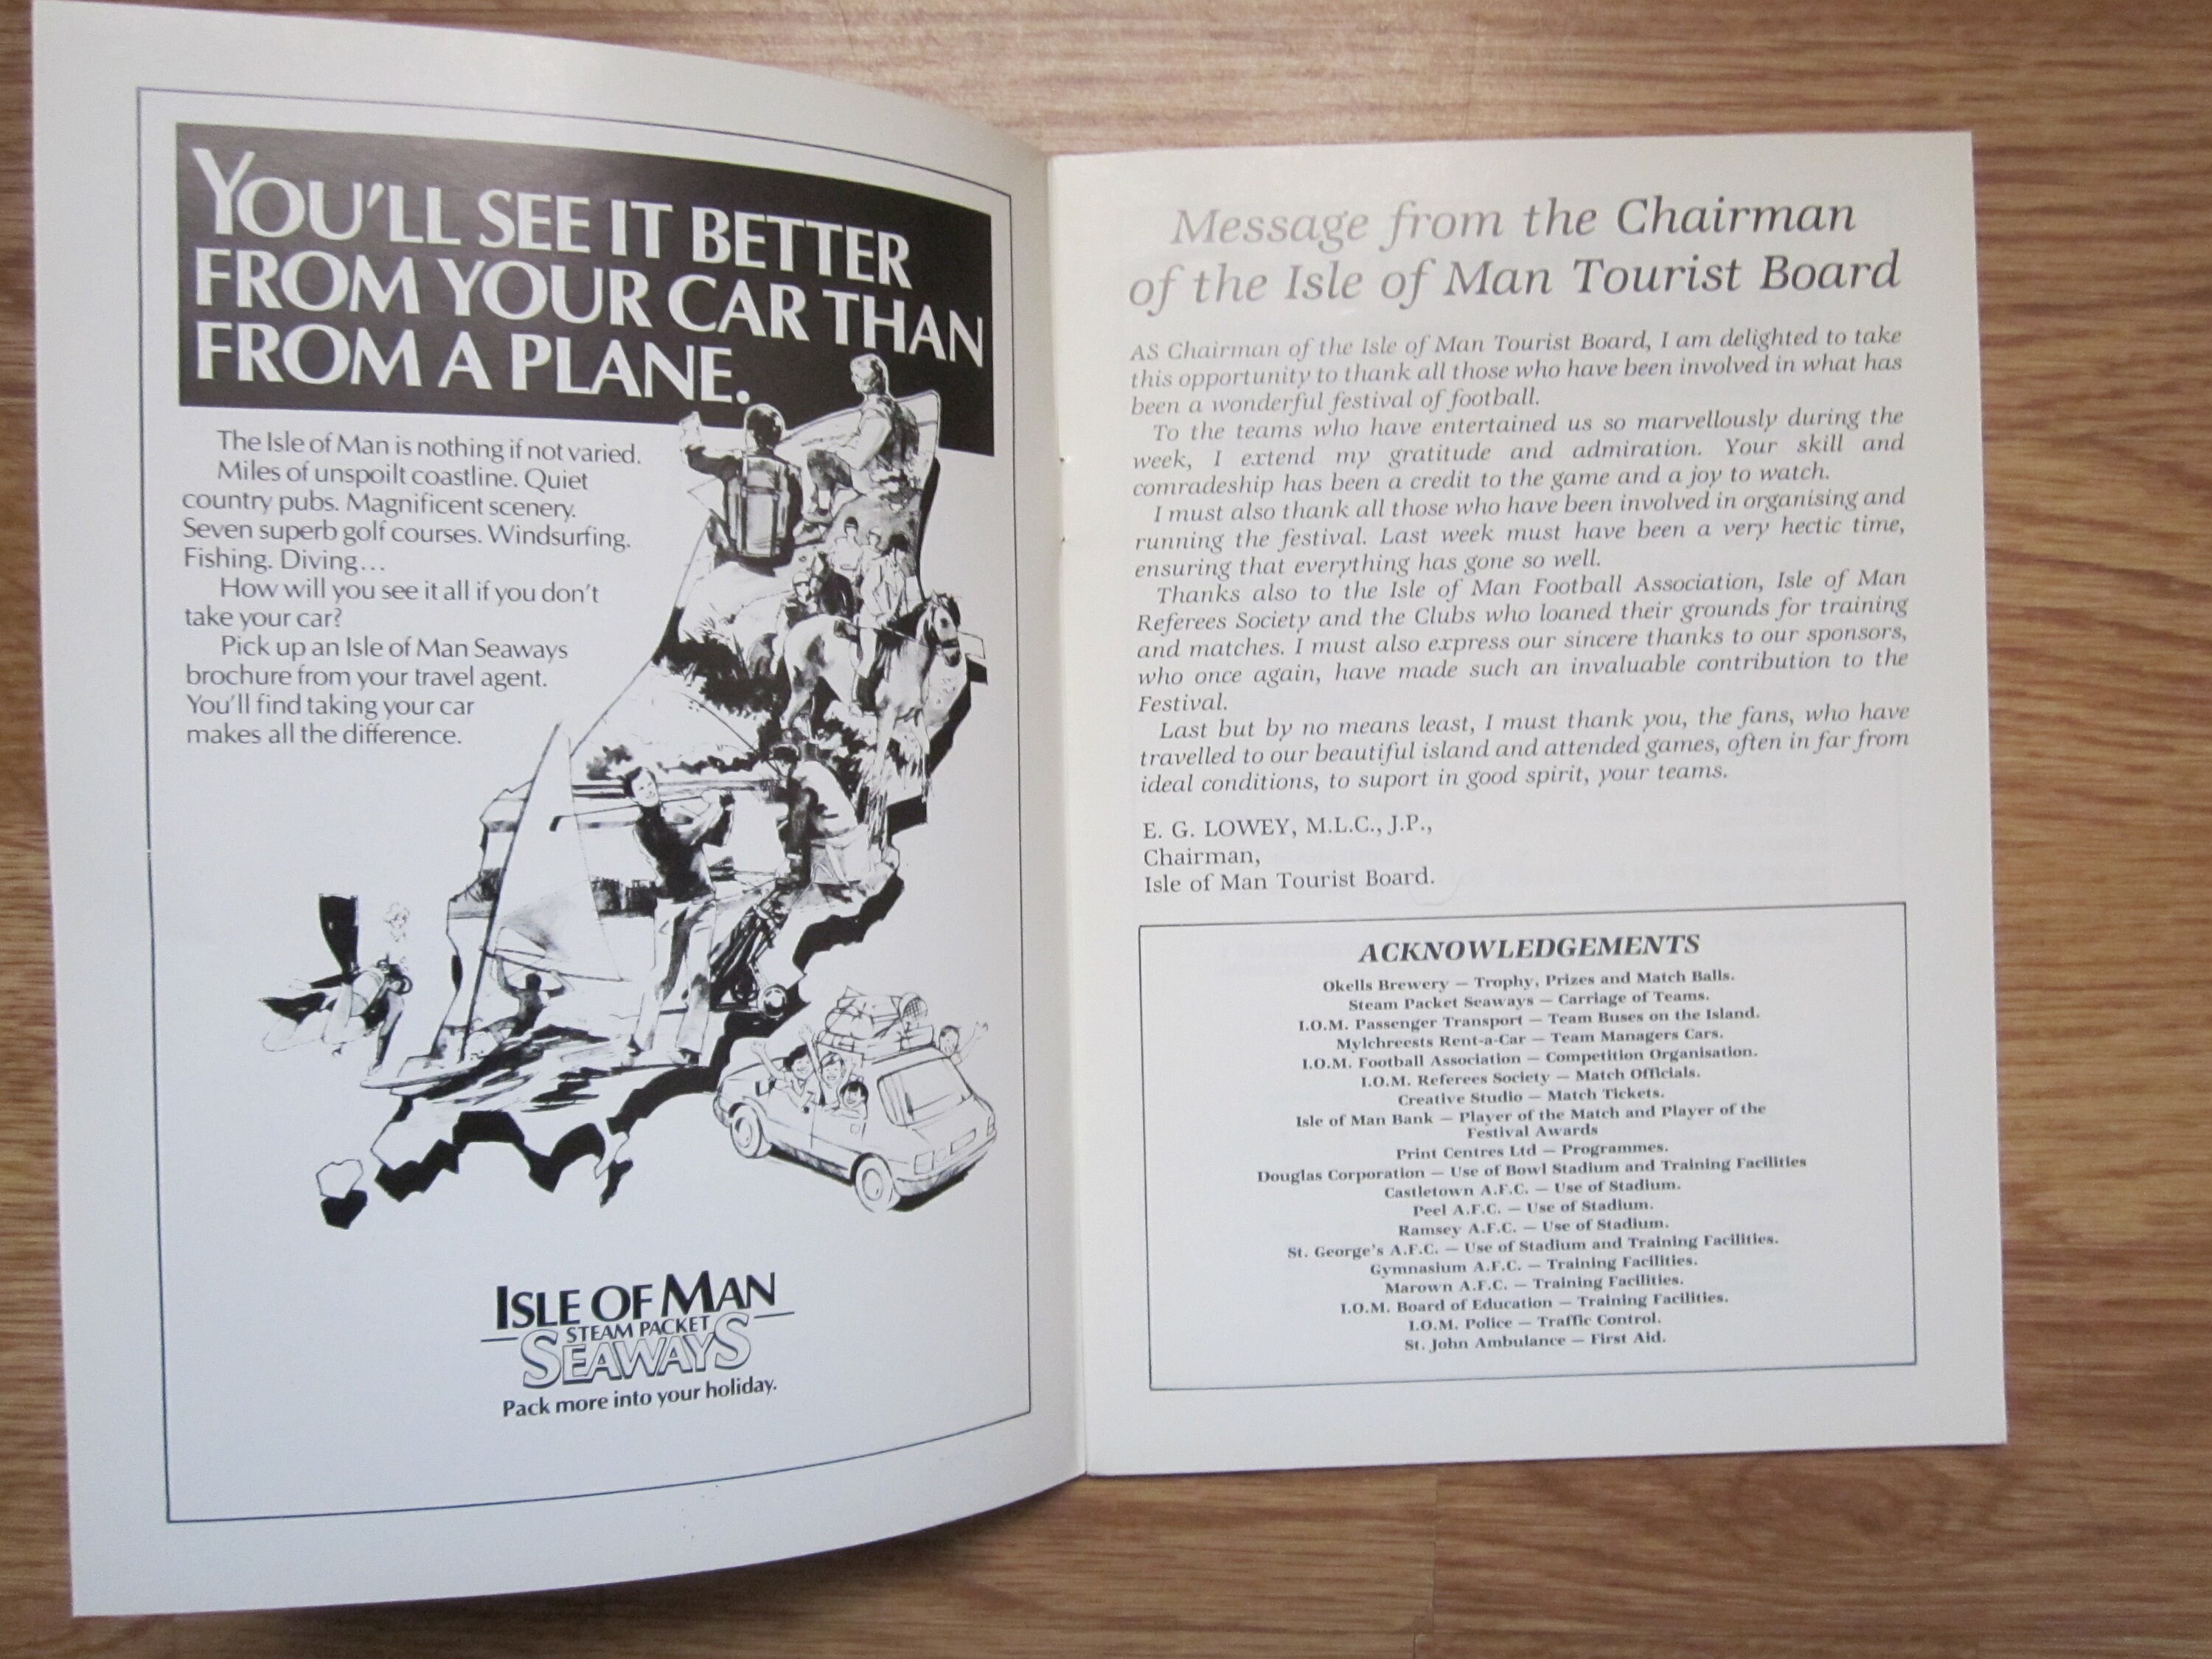 YOU'LL SEE IT BETTER
FROM YOUR CAR THAN
FROM A PLANE.
The Isle of Man is nothing if not varied.
Miles of unspoilt coastline. Quiet
country pubs. Magnificent scenery.
Seven superb golf courses. Windsurfing.
Fishing. Diving...
How will you see it all if you don't
take your car?
Pick up an Isle of Man Seaways
brochure from your travel agent.
You'll find taking your car
makes all the difference.
ISLE OF MAN
STEAM PACKET
SEAWAYS
Pack more into your holiday.
Message from the Chairman
of the Isle of Man Tourist Board
AS Chairman of the Isle of Man Tourist Board, I am delighted to take
this opportunity to thank all those who have been involved in what has
been a wonderful festival of football.
To the teams who have entertained us so marvellously during the
week, I extend my gratitude and admiration. Your skill and
comradeship has been a credit to the game and a joy to watch.
I must also thank all those who have been involved in organising and
running the festival. Last week must have been a very hectic time,
ensuring that everything has gone so well.
Thanks also to the Isle of Man Football Association, Isle of Man
Referees Society and the Clubs who loaned their grounds for training
and matches. I must also express our sincere thanks to our sponsors,
who once again, have made such an invaluable contribution to the
Festival.
Last but by no means least, I must thank you, the fans, who have
travelled to our beautiful island and attended games, often in far from
ideal conditions, to suport in good spirit, your teams.
E. G. LOWEY, M.L.C., J.P.,
Chairman,
Isle of Man Tourist Board.
ACKNOWLEDGEMENTS
Okells Brewery — Trophy, Prizes and Match Balls.
Steam Packet Seaways — Carriage of Teams.
I.O.M. Passenger Transport — Team Buses on the Island.
Mylchreests Rent-a-Car — Team Managers Cars.
I.O.M. Football Association — Competition Organisation.
I.O.M. Referees Society — Match Officials.
Creative Studio — Match Tickets.
Isle of Man Bank — Player of the Match and Player of the
Festival Awards
Print Centres Ltd — Programmes.
Douglas Corporation — Use of Bowl Stadium and Training Facilities
Castletown A.F.C. — Use of Stadium.
Peel A.F.C. — Use of Stadium.
Ramsey A.F.C. — Use of Stadium.
St. George's A.F.C. — Use of Stadium and Training Facilities.
Gymnasium A.F.C. — Training Facilities.
Marown A.F.C. — Training Facilities.
I.O.M. Board of Education — Training Facilities.
I.O.M. Police — Traffic Control.
St. John Ambulance — First Aid.